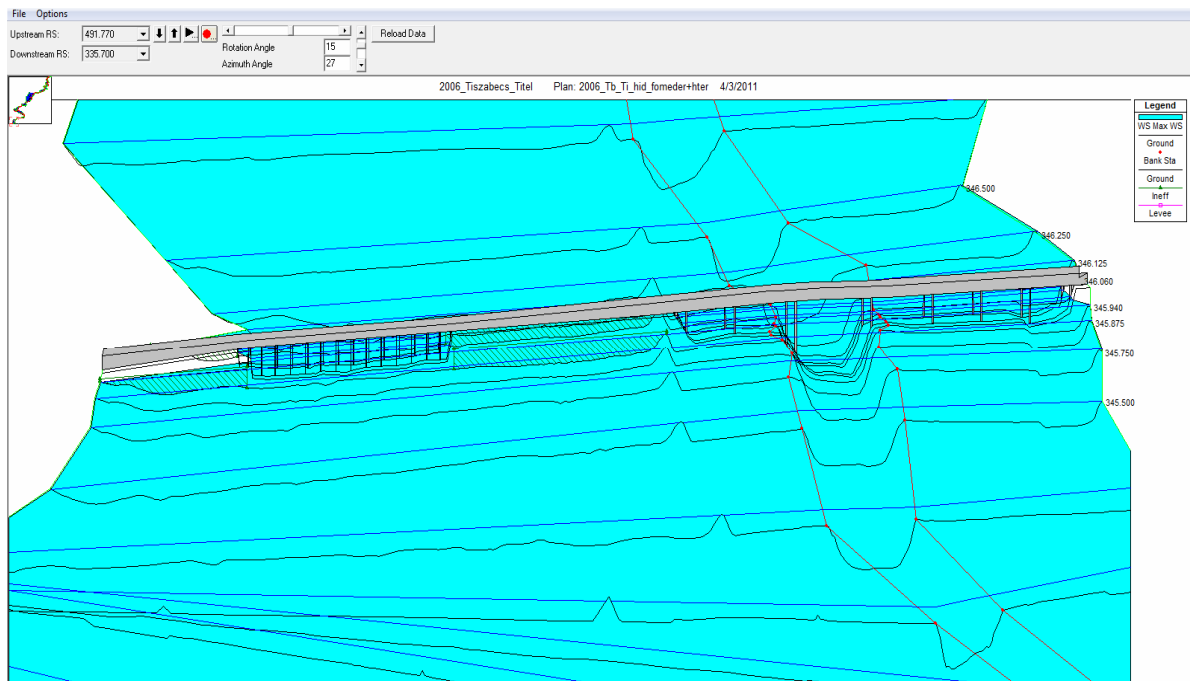 File Options
Upstream RS: 491.770
Downstream RS: 335.700
Rotation Angle 15
Azimuth Angle 27
Reload Data
2006_Tiszabecs_Titel Plan: 2006_Tb_Ti_hid_fomeder+hter 4/3/2011
Legend
WS Max WS
Ground
Bank Sta
Ground
Ineff
Levee
346.500
346.250
346.125
346.060
345.940
345.875
345.750
345.500